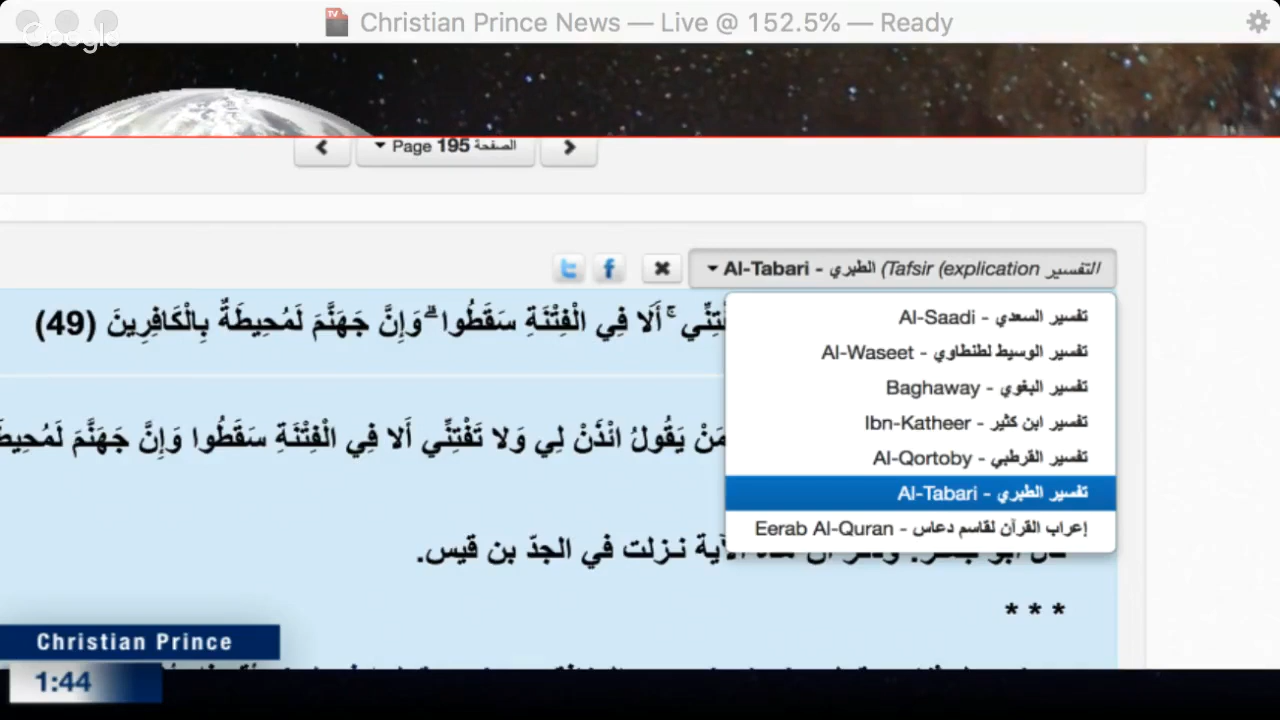 Christian Prince News — Live @ 152.5% — Ready
Google
Page 195 الصفحة
التفسير Tafsir (explication) الطبري - Al-Tabari
تفسير السعدي - Al-Saadi
تفسير الوسيط لطنطاوي - Al-Waseet
تفسير البغوي - Baghaway
تفسير ابن كثير - Ibn-Katheer
تفسير القرطبي - Al-Qortoby
تفسير الطبري - Al-Tabari
إعراب القرآن لقاسم دعاس - Eerab Al-Quran
أَلَا فِي الْفِتْنَةِ سَقَطُوا ۗ وَإِنَّ جَهَنَّمَ لَمُحِيطَةٌ بِالْكَافِرِينَ (49)
مَنْ يَقُولُ ائْذَنْ لِي وَلا تَفْتِنِّي أَلا فِي الْفِتْنَةِ سَقَطُوا وَإِنَّ جَهَنَّمَ
الآية نـزلت في الجدّ بن قيس.
* * *
Christian Prince
1:44